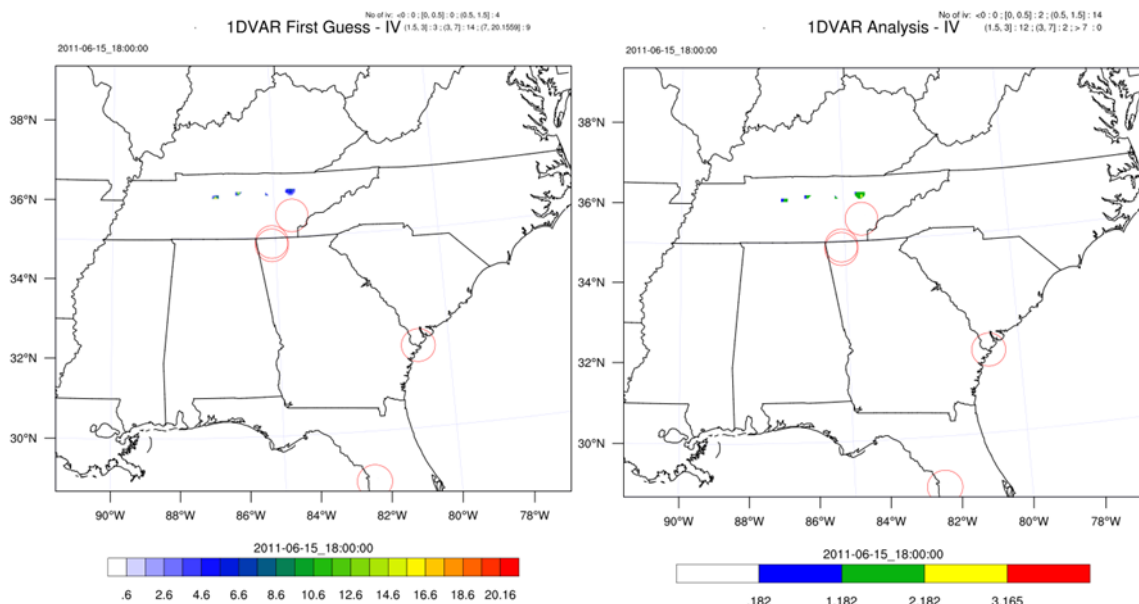 No of iv: <0 : 0 ; [0, 0.5] : 0 ; (0.5, 1.5] : 4
1DVAR First Guess - IV (1.5, 3] : 3 ; (3, 7] : 14 ; (7, 20.1559] : 9
2011-06-15_18:00:00
38°N
36°N
34°N
32°N
30°N
90°W 88°W 86°W 84°W 82°W 80°W 78°W
2011-06-15_18:00:00
.6 2.6 4.6 6.6 8.6 10.6 12.6 14.6 16.6 18.6 20.16
No of iv: <0 : 0 ; [0, 0.5] : 2 ; (0.5, 1.5] : 14
1DVAR Analysis - IV (1.5, 3] : 12 ; (3, 7] : 2 ; > 7 : 0
2011-06-15_18:00:00
38°N
36°N
34°N
32°N
30°N
90°W 88°W 86°W 84°W 82°W 80°W 78°W
2011-06-15_18:00:00
.182 1.182 2.182 3.165